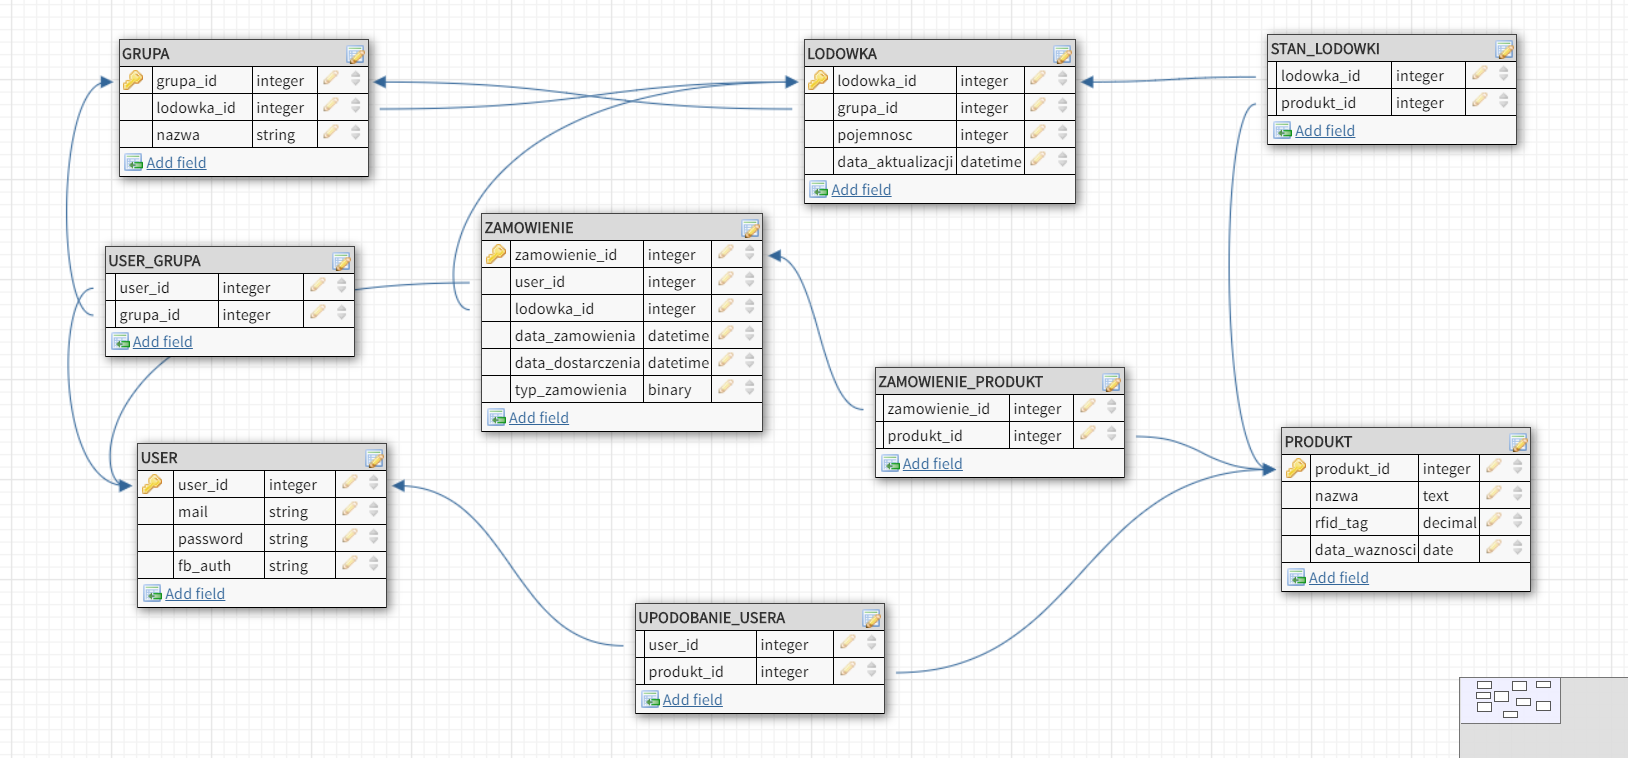 GRUPA
grupa_id integer
lodowka_id integer
nazwa string
Add field
LODOWKA
lodowka_id integer
grupa_id integer
pojemnosc integer
data_aktualizacji datetime
Add field
STAN_LODOWKI
lodowka_id integer
produkt_id integer
Add field
USER_GRUPA
user_id integer
grupa_id integer
Add field
ZAMOWIENIE
zamowienie_id integer
user_id integer
lodowka_id integer
data_zamowienia datetime
data_dostarczenia datetime
typ_zamowienia binary
Add field
ZAMOWIENIE_PRODUKT
zamowienie_id integer
produkt_id integer
Add field
USER
user_id integer
mail string
password string
fb_auth string
Add field
PRODUKT
produkt_id integer
nazwa text
rfid_tag decimal
data_waznosci date
Add field
UPODOBANIE_USERA
user_id integer
produkt_id integer
Add field